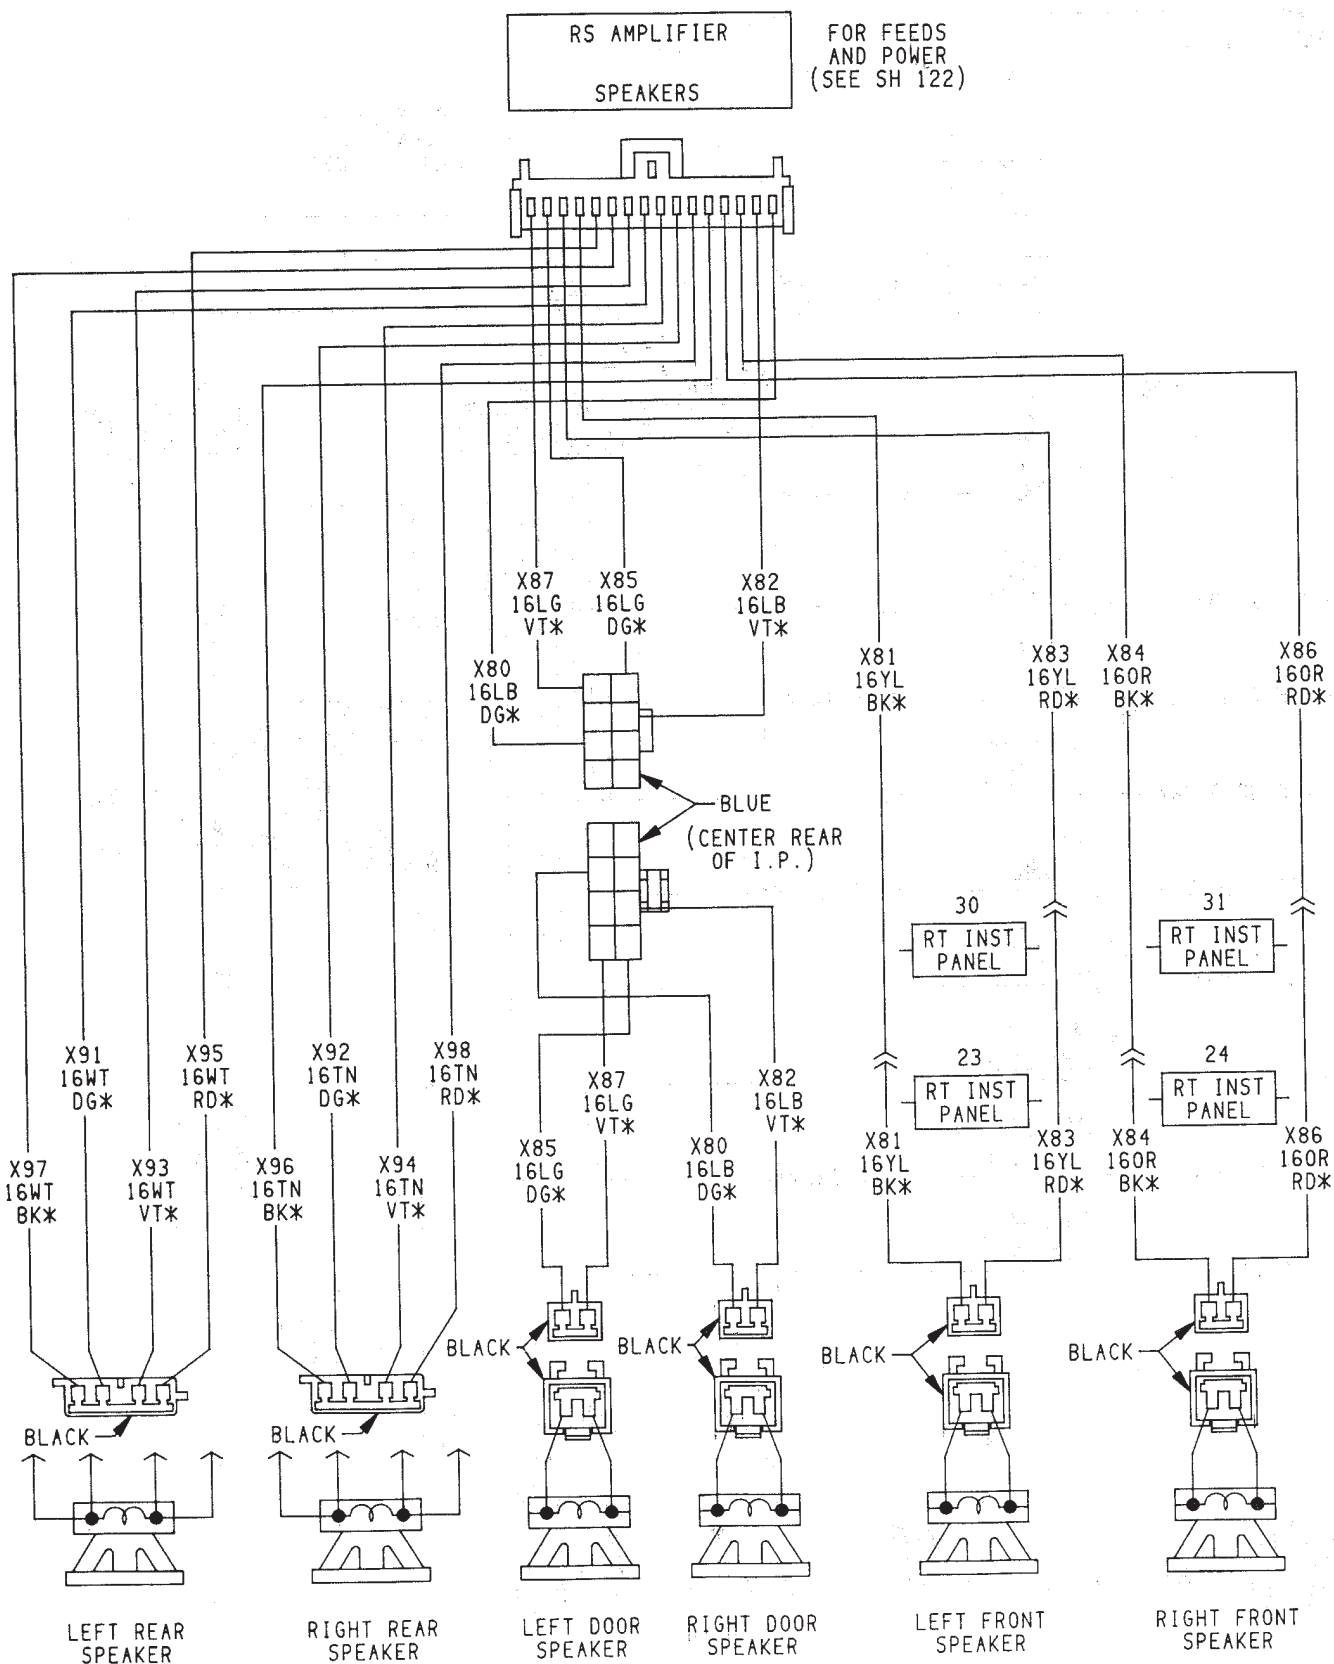 RS AMPLIFIER
SPEAKERS
FOR FEEDS
AND POWER
(SEE SH 122)
X87
16LG
VT*
X85
16LG
DG*
X82
16LB
VT*
X80
16LB
DG*
X81
16YL
BK*
X83
16YL
RD*
X84
16OR
BK*
X86
16OR
RD*
BLUE
(CENTER REAR
OF I.P.)
30
RT INST
PANEL
31
RT INST
PANEL
23
RT INST
PANEL
24
RT INST
PANEL
X91
16WT
DG*
X95
16WT
RD*
X92
16TN
DG*
X98
16TN
RD*
X87
16LG
VT*
X82
16LB
VT*
X97
16WT
BK*
X93
16WT
VT*
X96
16TN
BK*
X94
16TN
VT*
X85
16LG
DG*
X80
16LB
DG*
X81
16YL
BK*
X83
16YL
RD*
X84
16OR
BK*
X86
16OR
RD*
BLACK
BLACK
BLACK
BLACK
BLACK
BLACK
LEFT REAR
SPEAKER
RIGHT REAR
SPEAKER
LEFT DOOR
SPEAKER
RIGHT DOOR
SPEAKER
LEFT FRONT
SPEAKER
RIGHT FRONT
SPEAKER